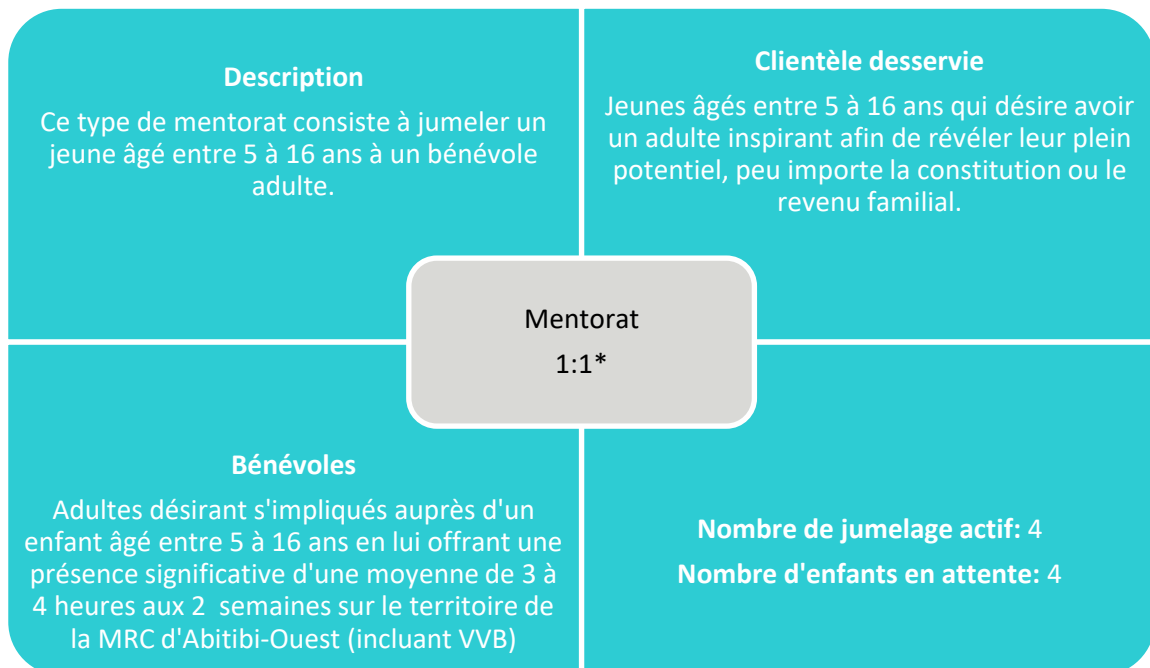 Description
Ce type de mentorat consiste à jumeler un
jeune âgé entre 5 à 16 ans à un bénévole
adulte.
Clientèle desservie
Jeunes âgés entre 5 à 16 ans qui désire avoir
un adulte inspirant afin de révéler leur plein
potentiel, peu importe la constitution ou le
revenu familial.
Mentorat
1:1*
Bénévoles
Adultes désirant s'impliqués auprès d'un
enfant âgé entre 5 à 16 ans en lui offrant une
présence significative d'une moyenne de 3 à
4 heures aux 2 semaines sur le territoire de
la MRC d'Abitibi-Ouest (incluant VVB)
Nombre de jumelage actif: 4
Nombre d'enfants en attente: 4